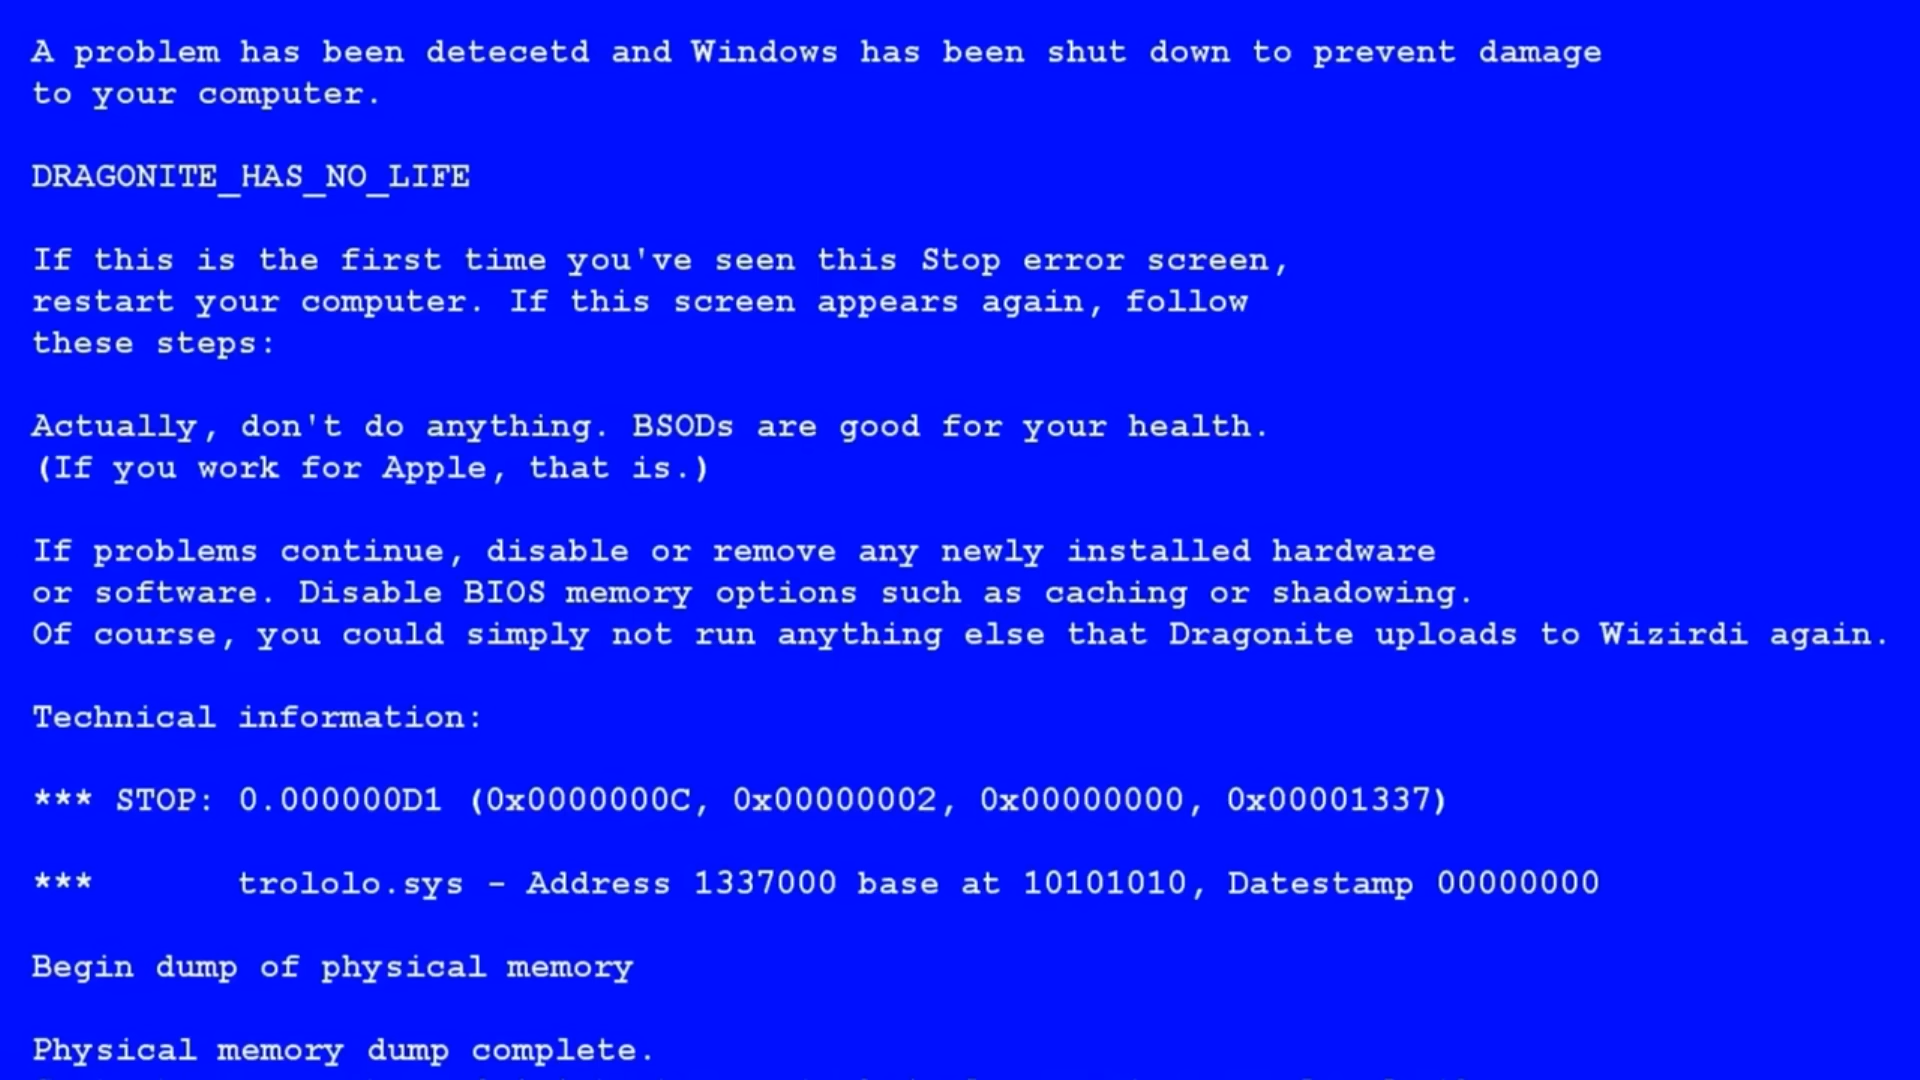 A problem has been detecetd and Windows has been shut down to prevent damage
to your computer.
DRAGONITE_HAS_NO_LIFE
If this is the first time you've seen this Stop error screen,
restart your computer. If this screen appears again, follow
these steps:
Actually, don't do anything. BSODs are good for your health.
(If you work for Apple, that is.)
If problems continue, disable or remove any newly installed hardware
or software. Disable BIOS memory options such as caching or shadowing.
Of course, you could simply not run anything else that Dragonite uploads to Wizirdi again.
Technical information:
*** STOP: 0.000000D1 (0x0000000C, 0x00000002, 0x00000000, 0x00001337)
*** trololo.sys - Address 1337000 base at 10101010, Datestamp 00000000
Begin dump of physical memory
Physical memory dump complete.